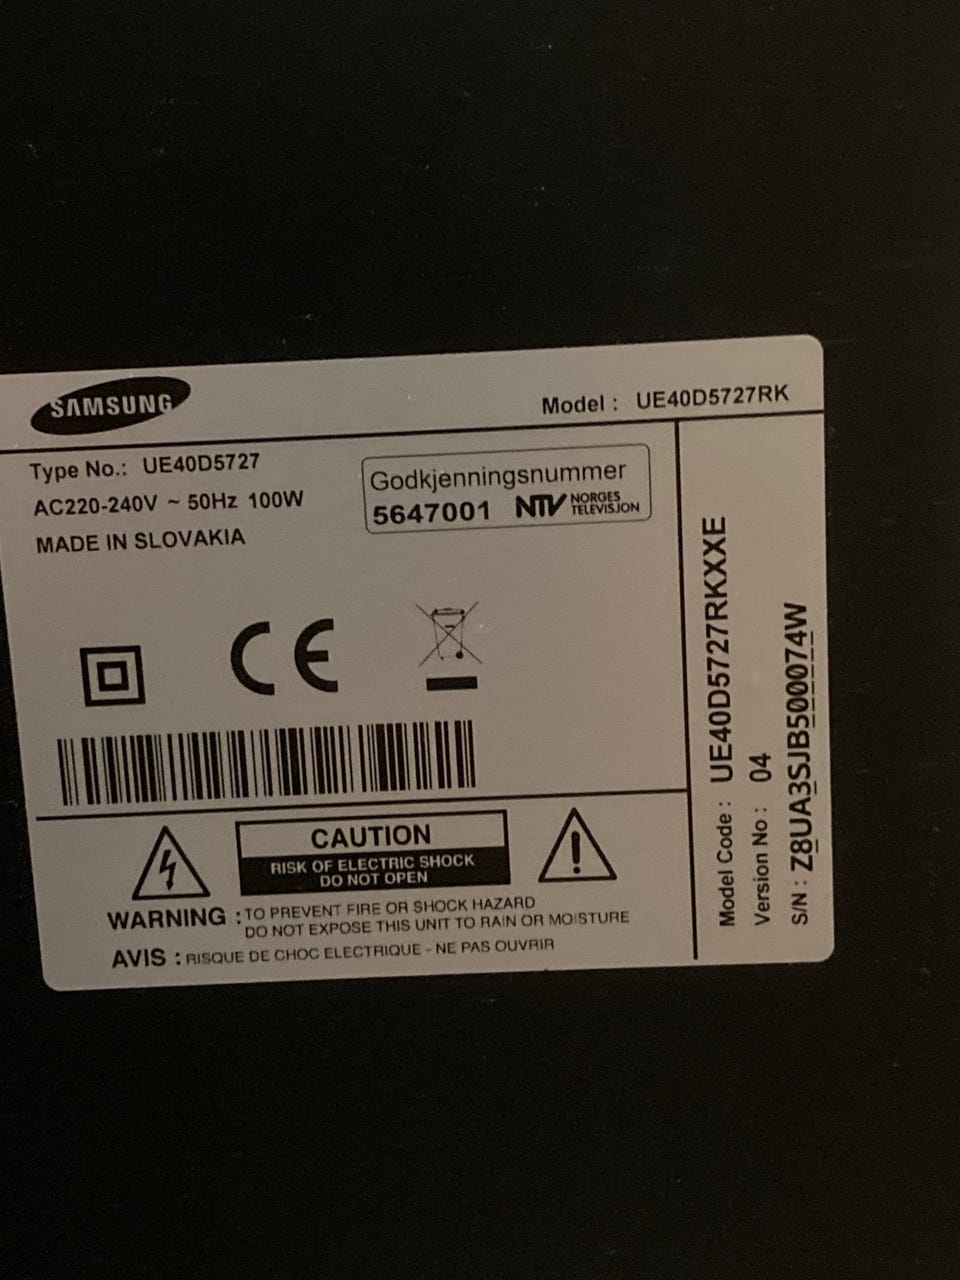 SAMSUNG
Model : UE40D5727RK
Type No.: UE40D5727
AC220-240V ~ 50Hz 100W
MADE IN SLOVAKIA
Godkjenningsnummer
5647001 NTV NORGES
TELEVISJON
CE
CAUTION
RISK OF ELECTRIC SHOCK
DO NOT OPEN
WARNING : TO PREVENT FIRE OR SHOCK HAZARD
DO NOT EXPOSE THIS UNIT TO RAIN OR MOISTURE
AVIS : RISQUE DE CHOC ELECTRIQUE - NE PAS OUVRIR
Model Code : UE40D5727RKXXE
Version No : 04
S/N : Z8UA3SJB500074W